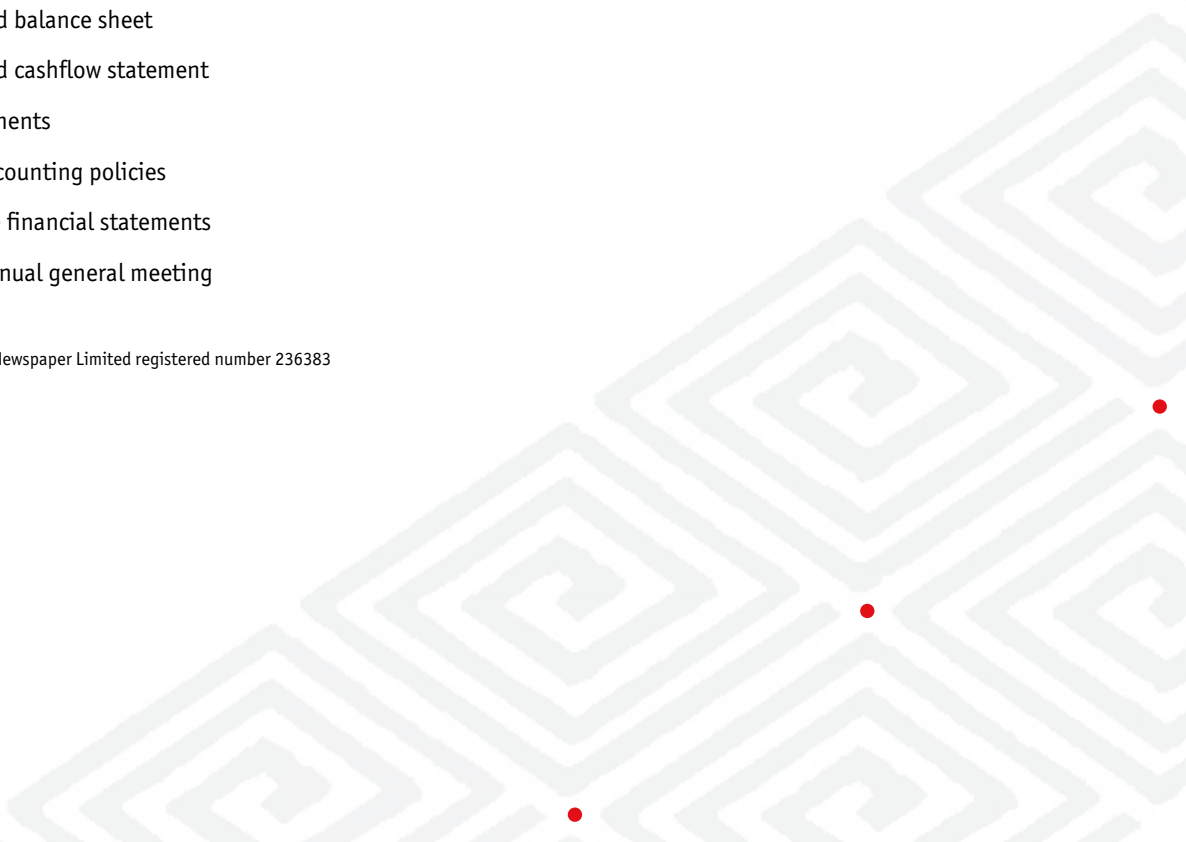 d balance sheet
d cashflow statement
nents
counting policies
financial statements
nual general meeting
Newspaper Limited registered number 236383